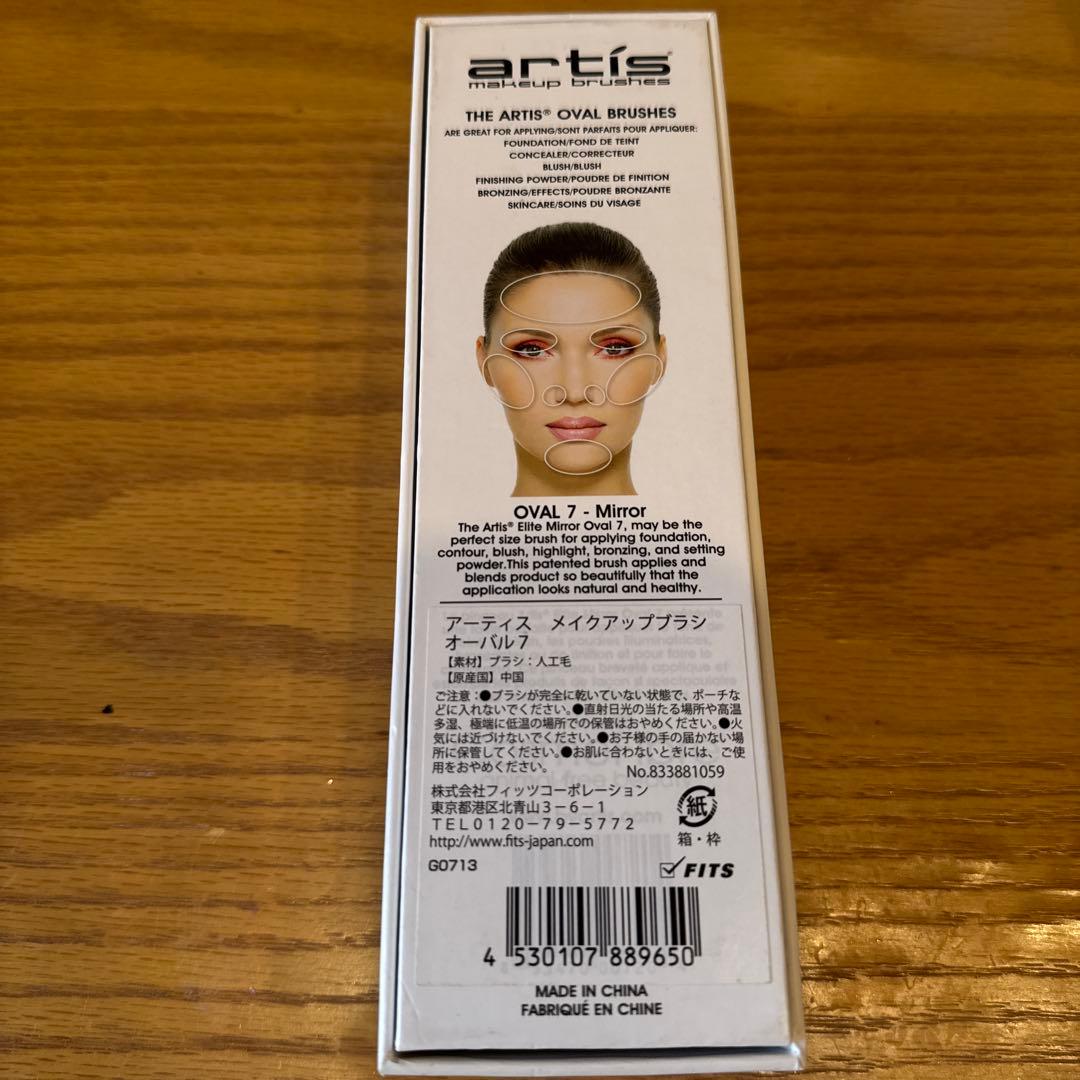 artís
makeup brushes
THE ARTIS® OVAL BRUSHES
ARE GREAT FOR APPLYING/SONT PARFAITS POUR APPLIQUER:
FOUNDATION/FOND DE TEINT
CONCEALER/CORRECTEUR
BLUSH/BLUSH
FINISHING POWDER/POUDRE DE FINITION
BRONZING/EFFECTS/POUDRE BRONZANTE
SKINCARE/SOINS DU VISAGE
OVAL 7 - Mirror
The Artis® Elite Mirror Oval 7, may be the
perfect size brush for applying foundation,
contour, blush, highlight, bronzing, and setting
powder.This patented brush applies and
blends product so beautifully that the
application looks natural and healthy.
アーティス メイクアップブラシ
オーバル7
【素材】ブラシ：人工毛
【原産国】中国
ご注意：●ブラシが完全に乾いていない状態で、ポーチな
どに入れないでください。●直射日光の当たる場所や高温
多湿、極端に低温の場所での保管はおやめください。●火
気には近づけないでください。●お子様の手の届かない場
所に保管してください。●お肌に合わないときには、ご使
用をおやめください。
No.833881059
株式会社フィッツコーポレーション
東京都港区北青山3－6－1
TEL0120－79－5772
http://www.fits-japan.com
紙
箱・枠
G0713
FITS
4 530107 889650
MADE IN CHINA
FABRIQUÉ EN CHINE